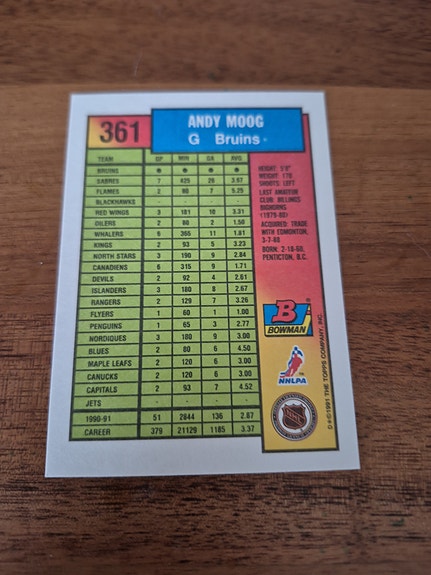 361
ANDY MOOG
G Bruins
TEAM GP MIN GA AVG
BRUINS ● ● ● ●
SABRES 7 425 26 3.67
FLAMES 2 80 7 5.25
BLACKHAWKS - - - -
RED WINGS 3 181 10 3.31
OILERS 2 80 2 1.50
WHALERS 6 365 11 1.81
KINGS 2 93 5 3.23
NORTH STARS 3 190 9 2.84
CANADIENS 6 315 9 1.71
DEVILS 2 92 4 2.61
ISLANDERS 3 180 8 2.67
RANGERS 2 129 7 3.26
FLYERS 1 60 1 1.00
PENGUINS 1 65 3 2.77
NORDIQUES 3 180 9 3.00
BLUES 2 80 6 4.50
MAPLE LEAFS 2 120 6 3.00
CANUCKS 2 120 6 3.00
CAPITALS 2 93 7 4.52
JETS - - - -
1990-91 51 2844 136 2.87
CAREER 379 21129 1185 3.37
HEIGHT: 5'8"
WEIGHT: 170
SHOOTS: LEFT
LAST AMATEUR
CLUB: BILLINGS
BIGHORNS
(1979-80)
ACQUIRED: TRADE
WITH EDMONTON,
3-7-88
BORN: 2-18-60,
PENTICTON, B.C.
B
BOWMAN
®
NHLPA
NHL
©1991 THE TOPPS COMPANY, INC.